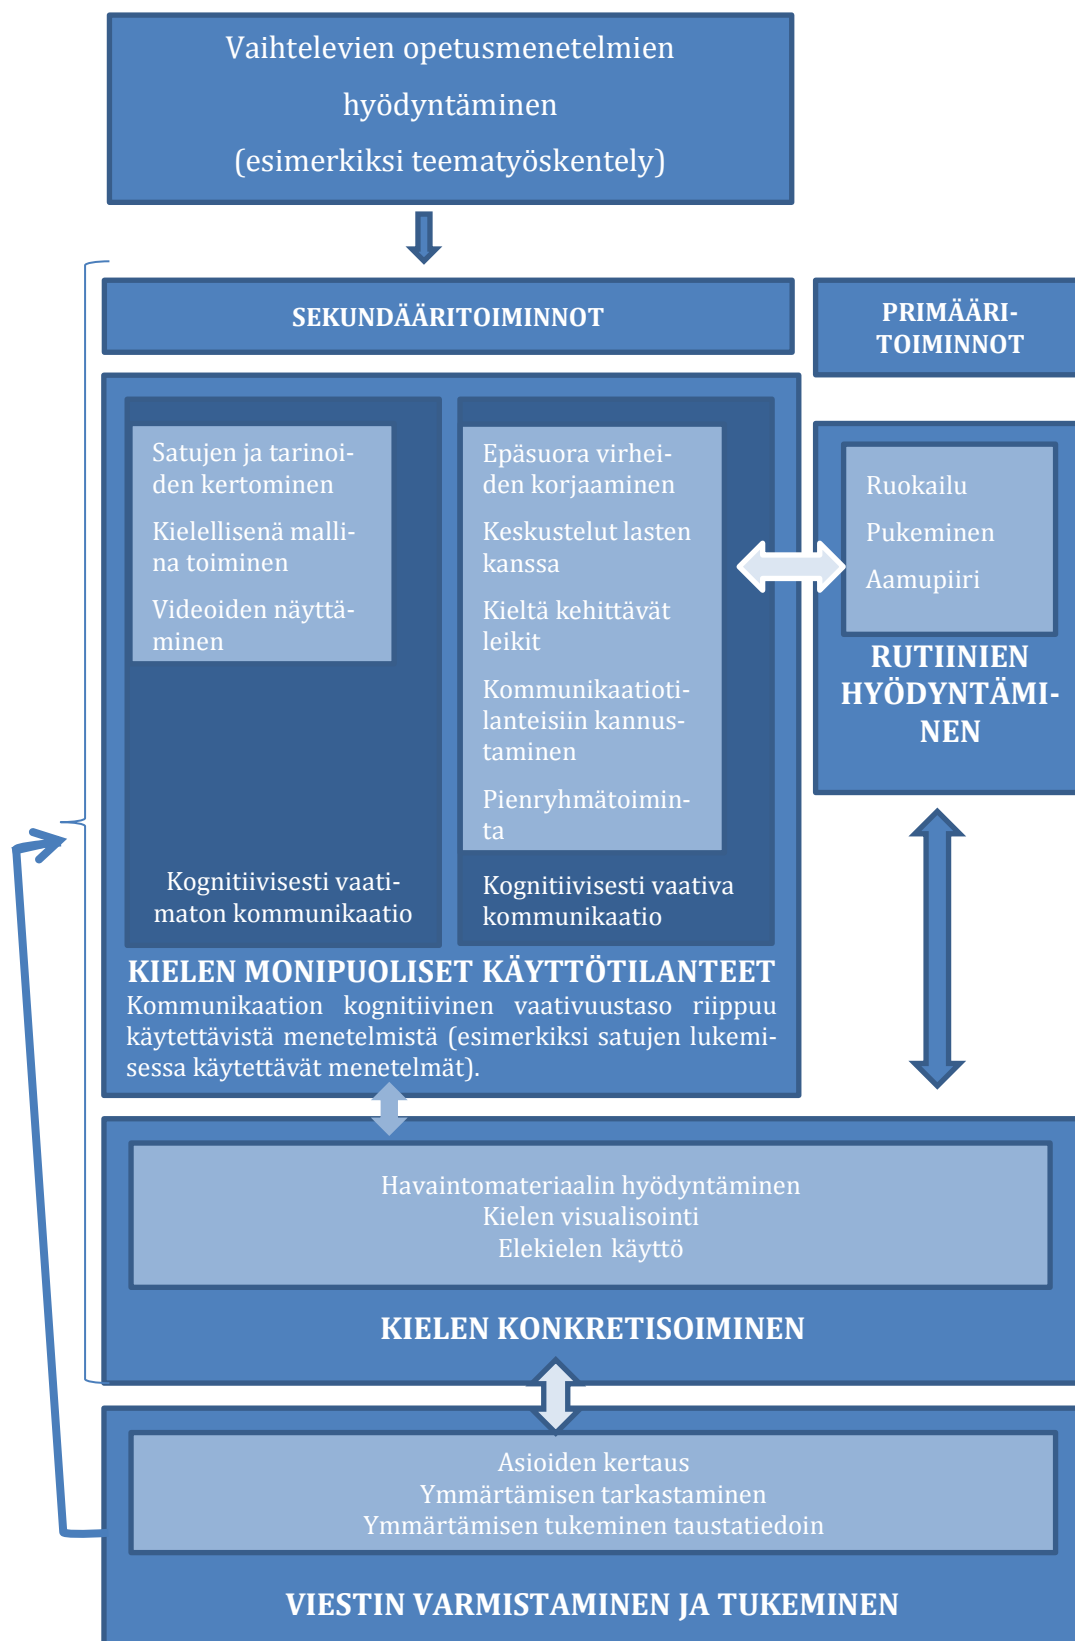 Vaihtelevien opetusmenetelmien
hyödyntäminen
(esimerkiksi teematyöskentely)
SEKUNDÄÄRITOIMINNOT
PRIMÄÄRI-
TOIMINNOT
Satujen ja tarinoi-
den kertominen
Kielellisenä malli-
na toiminen
Videoiden näyttä-
minen
Kognitiivisesti vaati-
maton kommunikaatio
Epäsuora virhei-
den korjaaminen
Keskustelut lasten
kanssa
Kieltä kehittävät
leikit
Kommunikaatioti-
lanteisiin kannus-
taminen
Pienryhmätoimin-
ta
Kognitiivisesti vaativa
kommunikaatio
Ruokailu
Pukeminen
Aamupiiri
RUTIINIEN
HYÖDYNTÄMI-
NEN
KIELEN MONIPUOLISET KÄYTTÖTILANTEET
Kommunikaation kognitiivinen vaativuustaso riippuu
käytettävistä menetelmistä (esimerkiksi satujen lukemi-
sessa käytettävät menetelmät).
Havaintomateriaalin hyödyntäminen
Kielen visualisointi
Elekielen käyttö
KIELEN KONKRETISOIMINEN
Asioiden kertaus
Ymmärtämisen tarkastaminen
Ymmärtämisen tukeminen taustatiedoin
VIESTIN VARMISTAMINEN JA TUKEMINEN